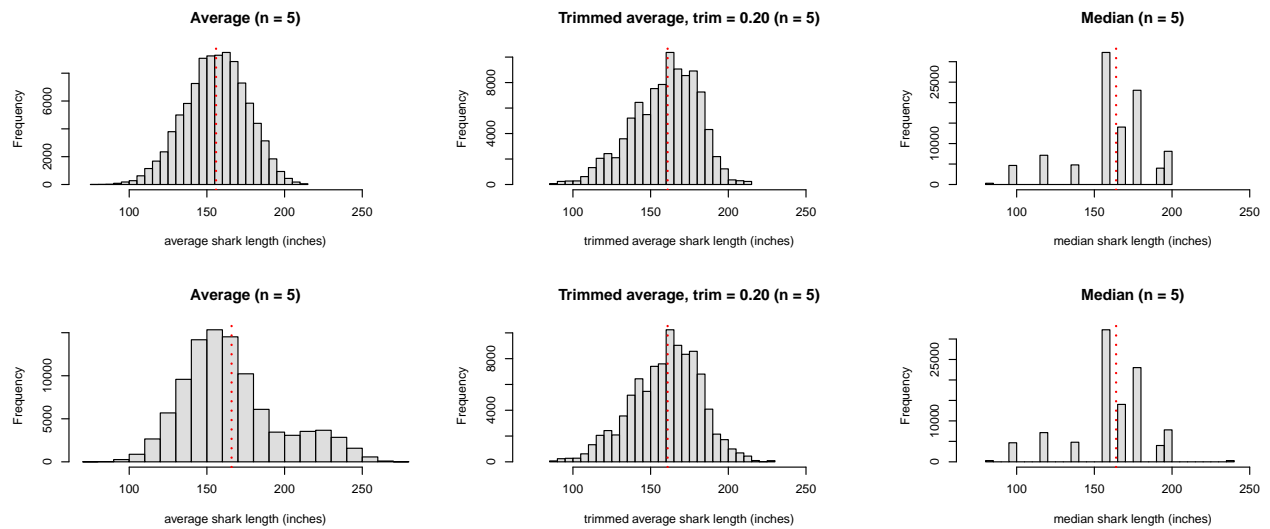 Average (n = 5)
Frequency
0 2000 6000
100 150 200 250
average shark length (inches)
Trimmed average, trim = 0.20 (n = 5)
Frequency
0 4000 8000
100 150 200 250
trimmed average shark length (inches)
Median (n = 5)
Frequency
0 10000 25000
100 150 200 250
median shark length (inches)
Average (n = 5)
Frequency
0 5000 10000
100 150 200 250
average shark length (inches)
Trimmed average, trim = 0.20 (n = 5)
Frequency
0 4000 8000
100 150 200 250
trimmed average shark length (inches)
Median (n = 5)
Frequency
0 10000 25000
100 150 200 250
median shark length (inches)